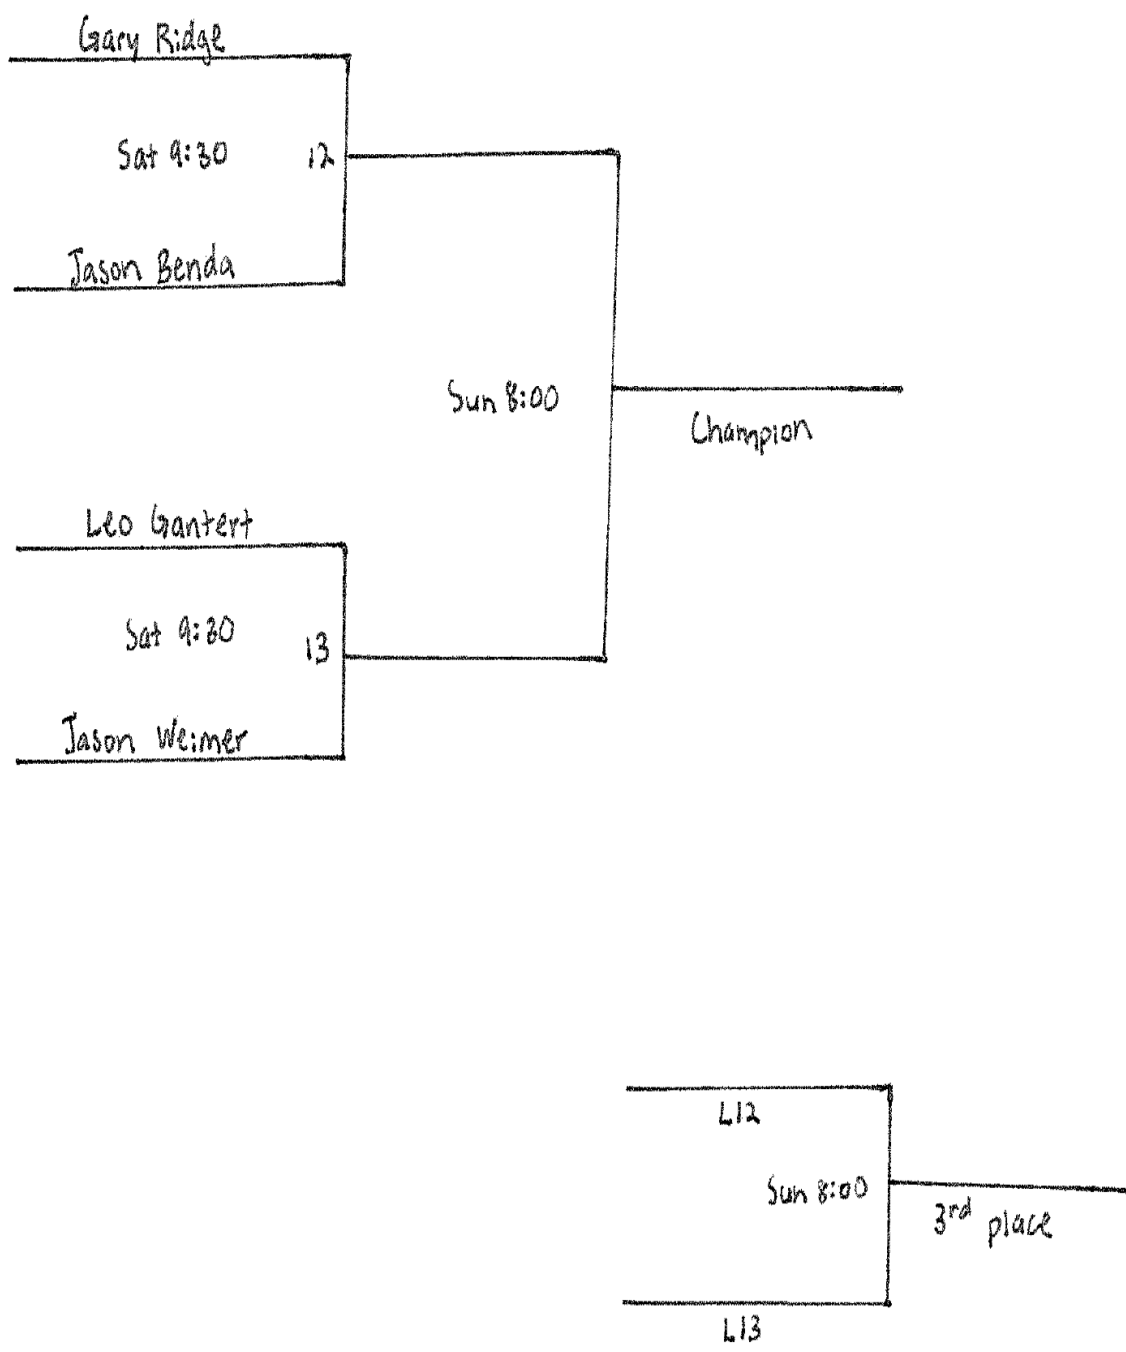 Gary Ridge
Sat 9:30
12
Jason Benda
Sun 8:00
Champion
Leo Gantert
Sat 9:30
13
Jason Weimer
L12
Sun 8:00
3rd place
L13